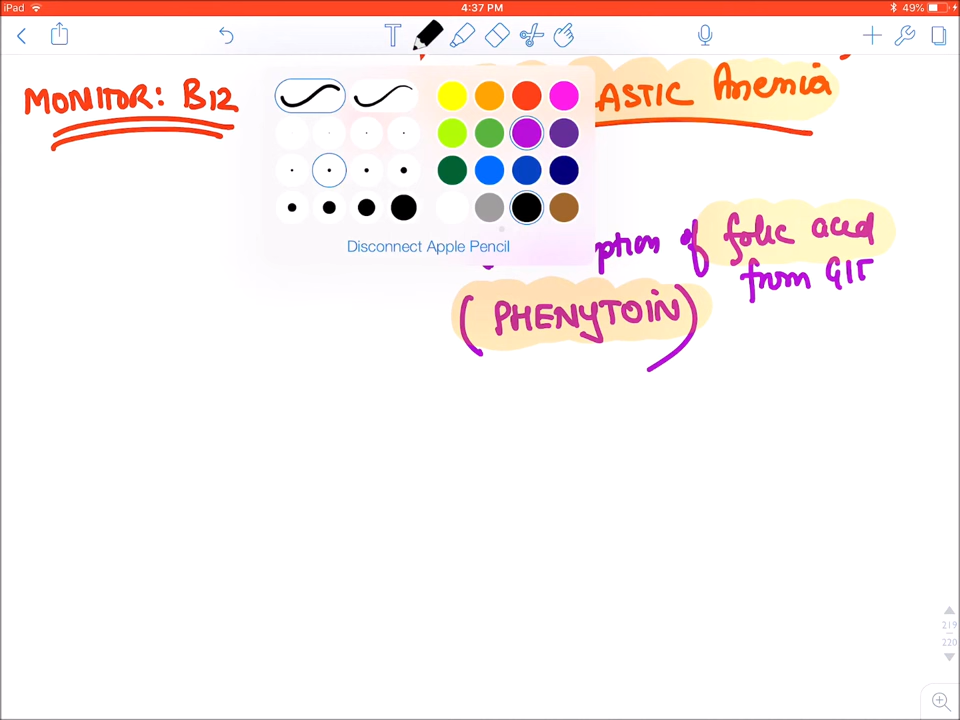 iPad 4:37 PM 49%
T
MONITOR: B12
ASTIC Anemia
ption of folic acid
from GIT
Disconnect Apple Pencil
(PHENYTOIN)
219
220